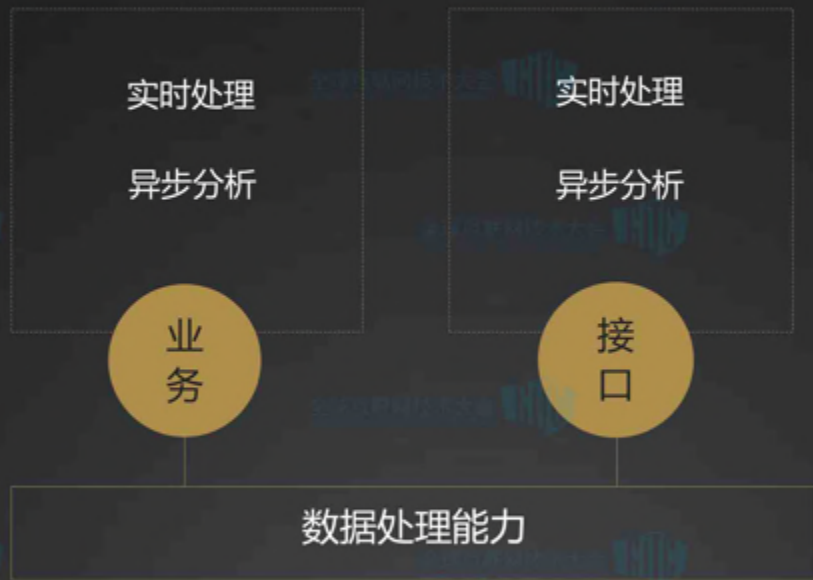 实时处理
异步分析
业务
实时处理
异步分析
接口
数据处理能力